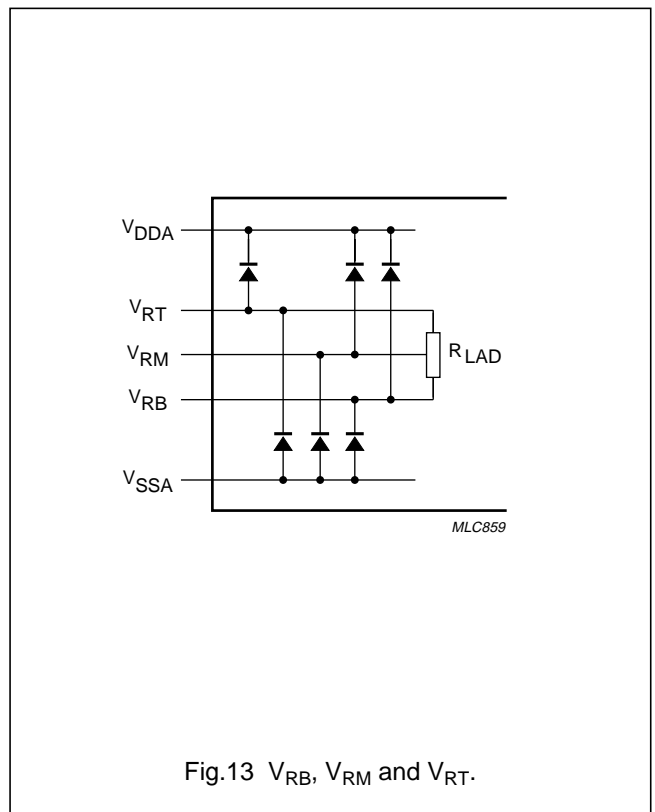 VDDA
VRT
VRM
RLAD
VRB
VSSA
MLC859
Fig.13 VRB, VRM and VRT.